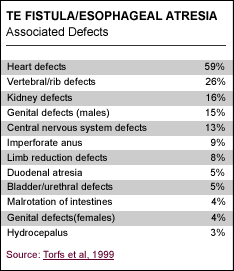 TE FISTULA/ESOPHAGEAL ATRESIA
Associated Defects
Heart defects 59%
Vertebral/rib defects 26%
Kidney defects 16%
Genital defects (males) 15%
Central nervous system defects 13%
Imperforate anus 9%
Limb reduction defects 8%
Duodenal atresia 5%
Bladder/urethral defects 5%
Malrotation of intestines 4%
Genital defects(females) 4%
Hydrocepalus 3%
Source: Torfs et al, 1999